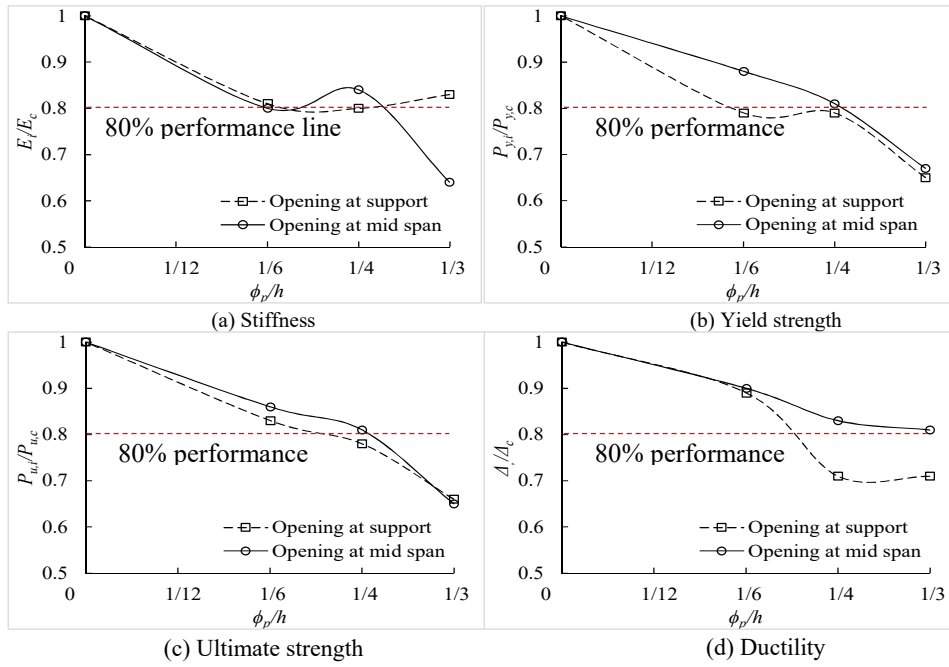 1
0.9
0.8
0.7
0.6
0.5
E_i/E_c
80% performance line
Opening at support
Opening at mid span
0 1/12 1/6 1/4 1/3
ϕ_p/h
(a) Stiffness
1
0.9
0.8
0.7
0.6
0.5
P_{y,i}/P_{y,c}
80% performance
Opening at support
Opening at mid span
0 1/12 1/6 1/4 1/3
ϕ_p/h
(b) Yield strength
1
0.9
0.8
0.7
0.6
0.5
P_{u,i}/P_{u,c}
80% performance
Opening at support
Opening at mid span
0 1/12 1/6 1/4 1/3
ϕ_p/h
(c) Ultimate strength
1
0.9
0.8
0.7
0.6
0.5
Δ_i/Δ_c
80% performance
Opening at support
Opening at mid span
0 1/12 1/6 1/4 1/3
ϕ_p/h
(d) Ductility